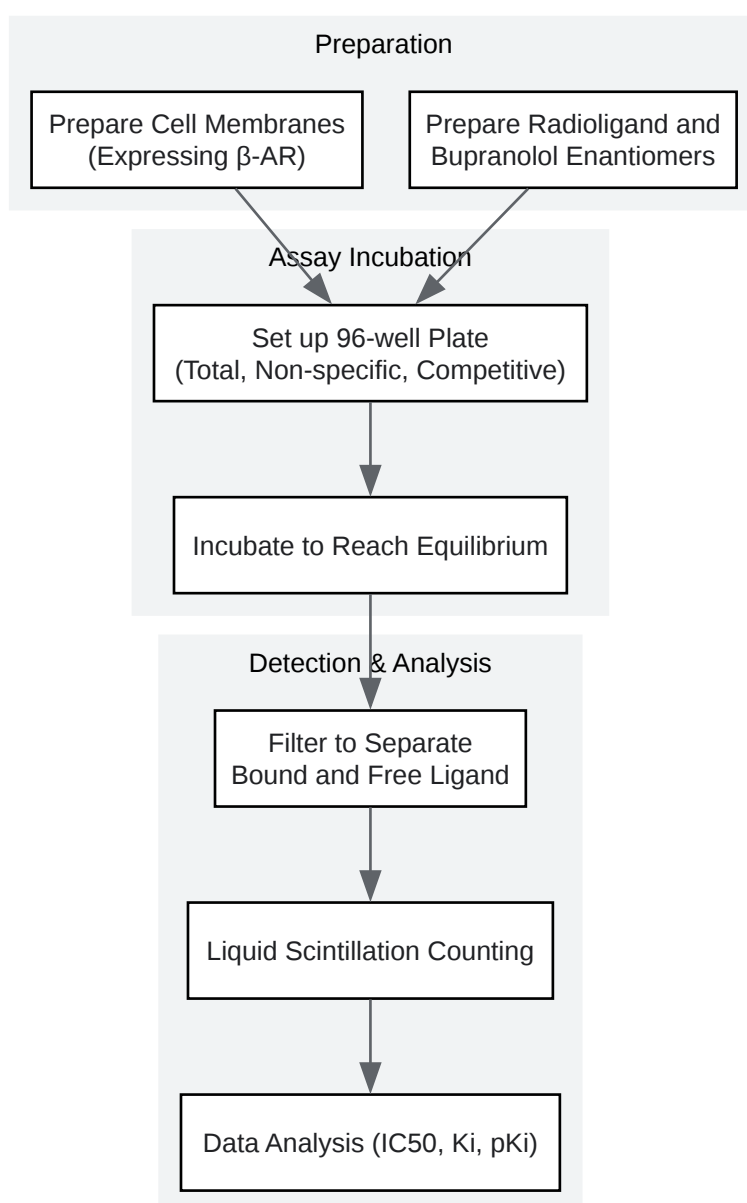 Preparation
Prepare Cell Membranes
(Expressing β-AR)
Prepare Radioligand and
Bupranolol Enantiomers
Assay Incubation
Set up 96-well Plate
(Total, Non-specific, Competitive)
Incubate to Reach Equilibrium
Detection & Analysis
Filter to Separate
Bound and Free Ligand
Liquid Scintillation Counting
Data Analysis (IC50, Ki, pKi)